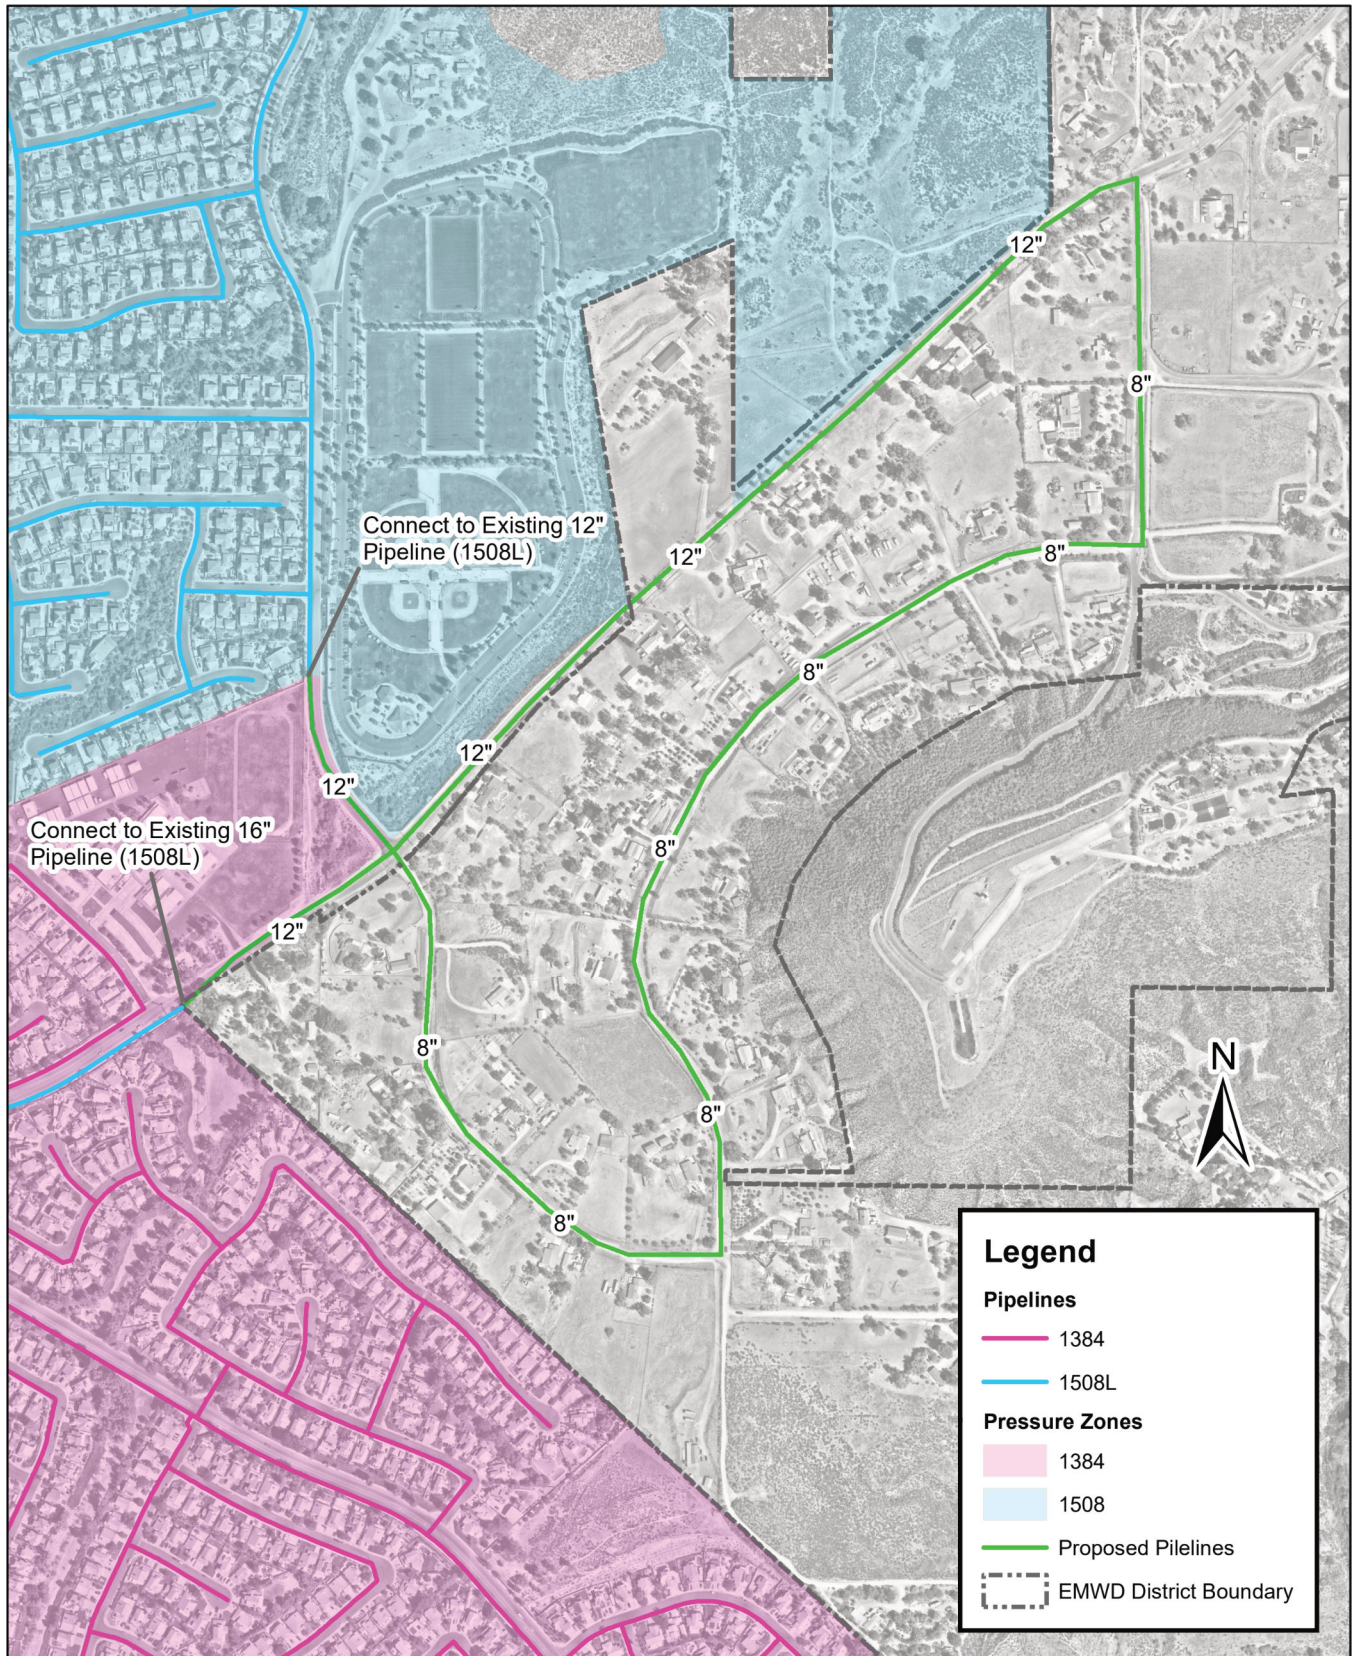 12"
8"
Connect to Existing 12"
Pipeline (1508L)
12"
8"
8"
12"
12"
Connect to Existing 16"
Pipeline (1508L)
8"
12"
8"
8"
8"
N
Legend
Pipelines
1384
1508L
Pressure Zones
1384
1508
Proposed Pilelines
EMWD District Boundary